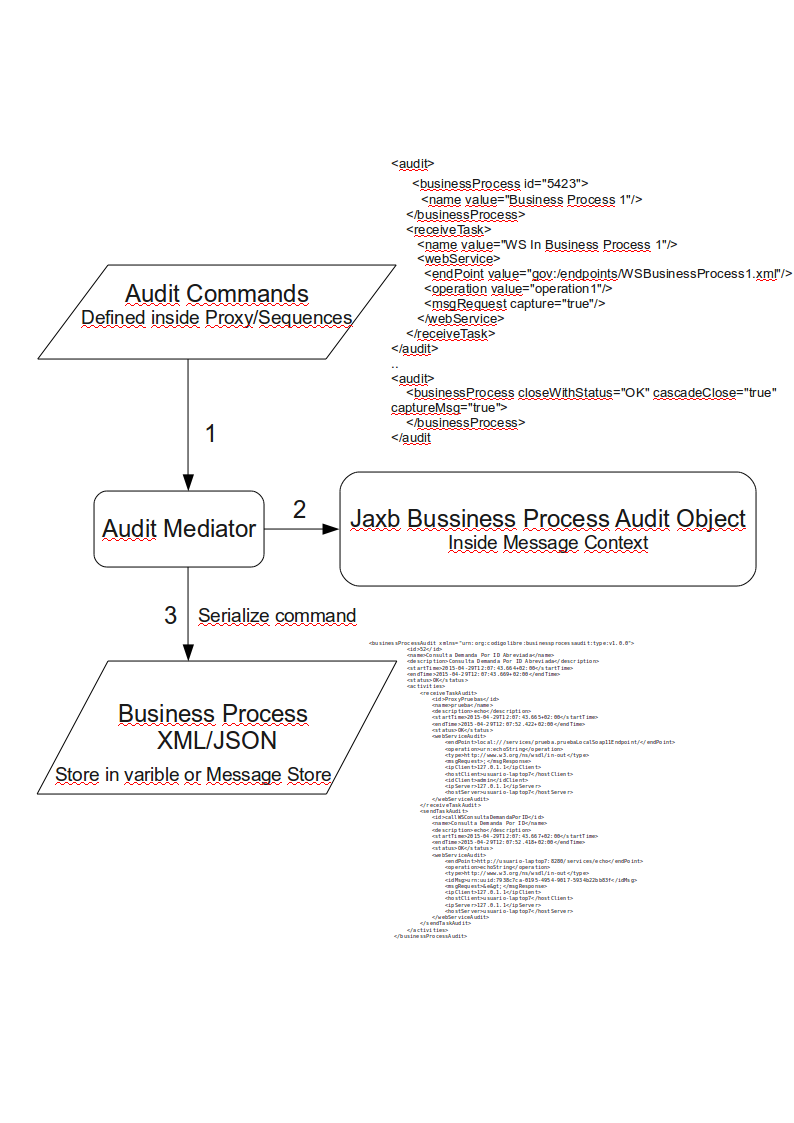 <audit>
<businessProcess id="5423">
<name value="Business Process 1"/>
</businessProcess>
<receiveTask>
<name value="WS In Business Process 1"/>
<webService>
<endPoint value="gov:/endpoints/WSBusinessProcess1.xml"/>
<operation value="operation1"/>
<msgRequest capture="true"/>
</webService>
</receiveTask>
</audit>
..
<audit>
<businessProcess closeWithStatus="OK" cascadeClose="true"
captureMsg="true">
</businessProcess>
</audit
Audit Commands
Defined inside Proxy/Sequences
1
Audit Mediator
2
Jaxb Bussiness Process Audit Object
Inside Message Context
3
Serialize command
Business Process
XML/JSON
Store in varible or Message Store
<businessProcessAudit xmlns="urn:org:codigolibre:businessprocessaudit:type:v1.0.0">
<id>52</id>
<name>Consulta Demanda Por ID Abreviada</name>
<description>Consulta Demanda Por ID Abreviada</description>
<startTime>2015-04-29T12:07:43.664+02:00</startTime>
<endTime>2015-04-29T12:07:43.669+02:00</endTime>
<status>OK</status>
<activities>
<receiveTaskAudit>
<id>ProxyPruebas</id>
<name>prueba</name>
<description>echo</description>
<startTime>2015-04-29T12:07:43.665+02:00</startTime>
<endTime>2015-04-29T12:07:52.422+02:00</endTime>
<status>OK</status>
<webServiceAudit>
<endPoint>local:///services/prueba.pruebaLocalSoap11Endpoint/</endPoint>
<operation>urn:echoString</operation>
<type>http://www.w3.org/ns/wsdl/in-out</type>
<msgRequest>;</msgResponse>
<ipClient>127.0.1.1</ipClient>
<hostClient>usuario-laptop7</hostClient>
<idClient>admin</idClient>
<ipServer>127.0.1.1</ipServer>
<hostServer>usuario-laptop7</hostServer>
</webServiceAudit>
</receiveTaskAudit>
<sendTaskAudit>
<id>callWSConsultaDemandaPorID</id>
<name>Consulta Demanda Por ID</name>
<description>echo</description>
<startTime>2015-04-29T12:07:43.667+02:00</startTime>
<endTime>2015-04-29T12:07:52.418+02:00</endTime>
<status>OK</status>
<webServiceAudit>
<endPoint>http://usuario-laptop7:8280/services/echo</endPoint>
<operation>echoString</operation>
<type>http://www.w3.org/ns/wsdl/in-out</type>
<msgRequest>&e&gt;</msgResponse>
<ipClient>127.0.1.1</ipClient>
<hostClient>usuario-laptop7</hostClient>
<ipServer>127.0.1.1</ipServer>
<hostServer>usuario-laptop7</hostServer>
</webServiceAudit>
</sendTaskAudit>
</activities>
</businessProcessAudit>